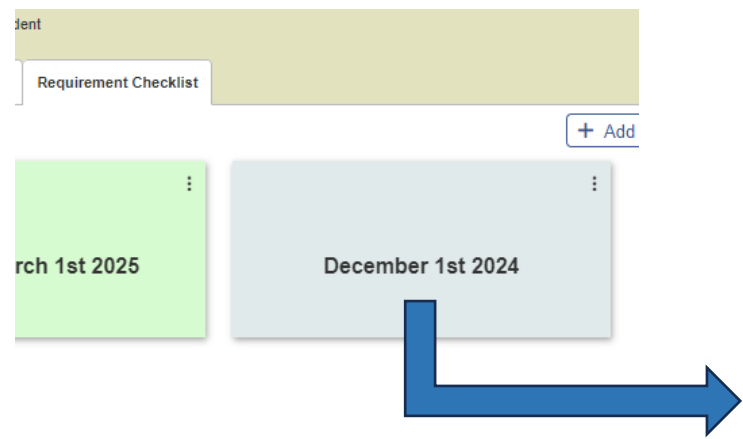 dent
Requirement Checklist
+ Add
rch 1st 2025
December 1st 2024